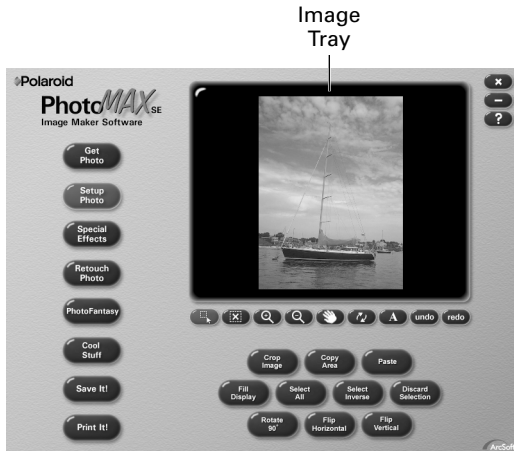 Image
Tray
Polaroid
PhotoMAX SE
Image Maker Software
×
–
?
Get
Photo
Setup
Photo
Special
Effects
Retouch
Photo
PhotoFantasy
Cool
Stuff
Save It!
Print It!
A undo redo
Crop
Image
Copy
Area
Paste
Fill
Display
Select
All
Select
Inverse
Discard
Selection
Rotate
90°
Flip
Horizontal
Flip
Vertical
ArcSoft